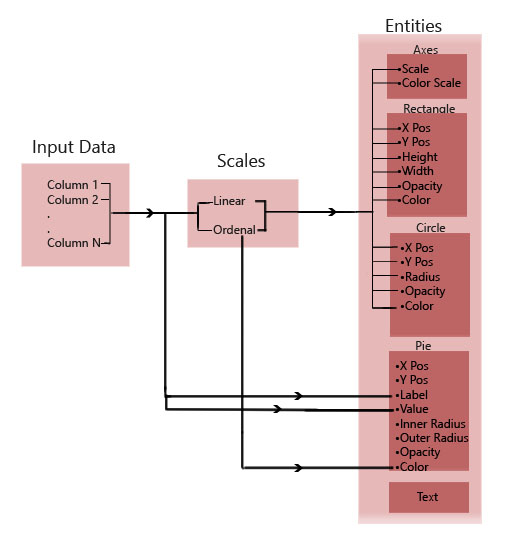 Entities
Axes
•Scale
•Color Scale
Rectangle
•X Pos
•Y Pos
•Height
•Width
•Opacity
•Color
Input Data
Column 1
Column 2
.
.
Column N
Scales
Linear
Ordenal
Circle
•X Pos
•Y Pos
•Radius
•Opacity
•Color
Pie
•X Pos
•Y Pos
•Label
•Value
•Inner Radius
•Outer Radius
•Opacity
•Color
Text